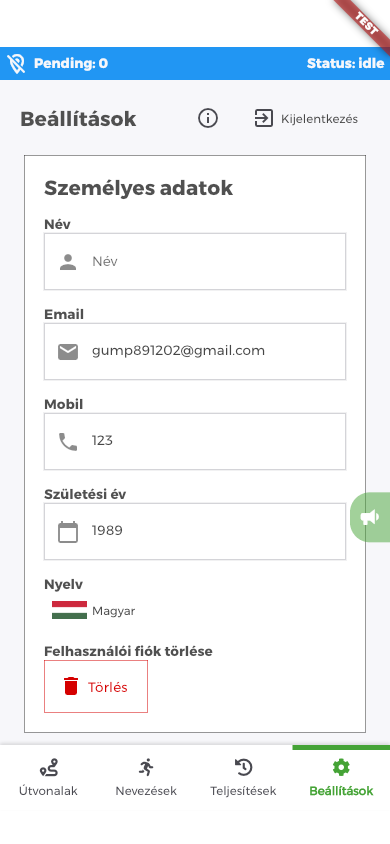 TEST
Pending: 0 Status: idle
Beállítások Kijelentkezés
Személyes adatok
Név
Név
Email
gump891202@gmail.com
Mobil
123
Születési év
1989
Nyelv
Magyar
Felhasználói fiók törlése
Törlés
Útvonalak Nevezések Teljesítések Beállítások